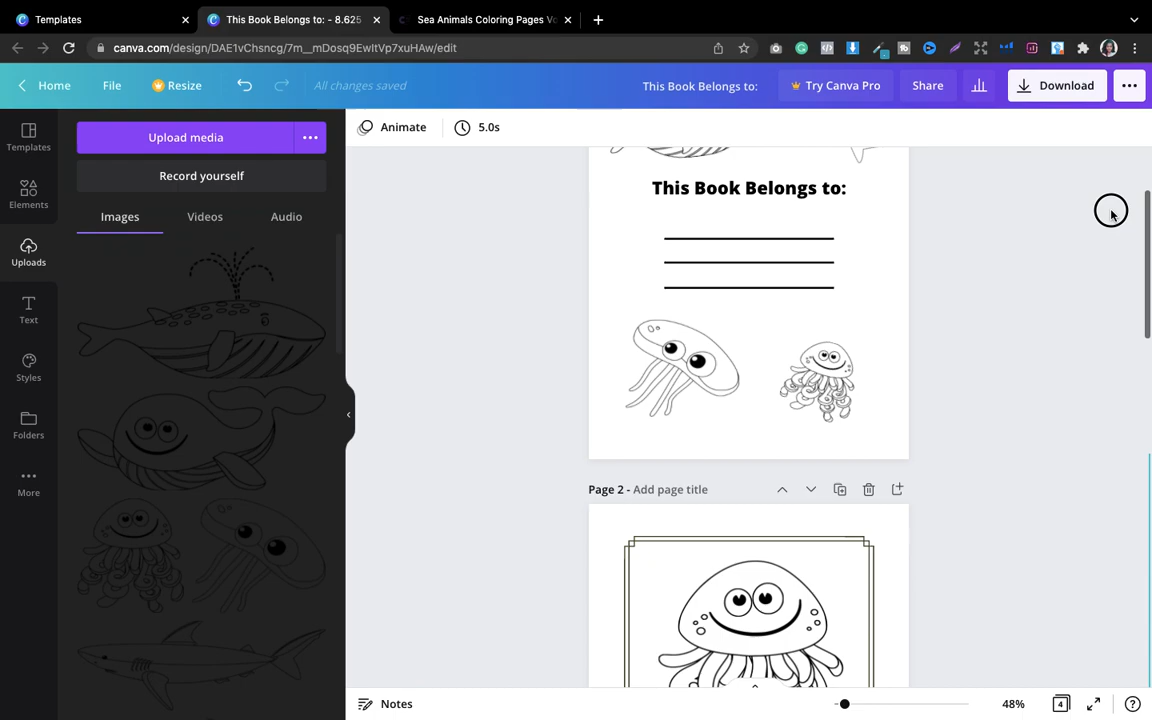 Templates
This Book Belongs to: - 8.625
Sea Animals Coloring Pages Vo
canva.com/design/DAE1vChsncg/7m__mDosq9EwItVp7xuHAw/edit
Home
File
Resize
All changes saved
This Book Belongs to:
Try Canva Pro
Share
Download
Templates
Elements
Uploads
Text
Styles
Folders
More
Upload media
Record yourself
Images
Videos
Audio
Animate
5.0s
This Book Belongs to:
Page 2 - Add page title
Notes
48%
4